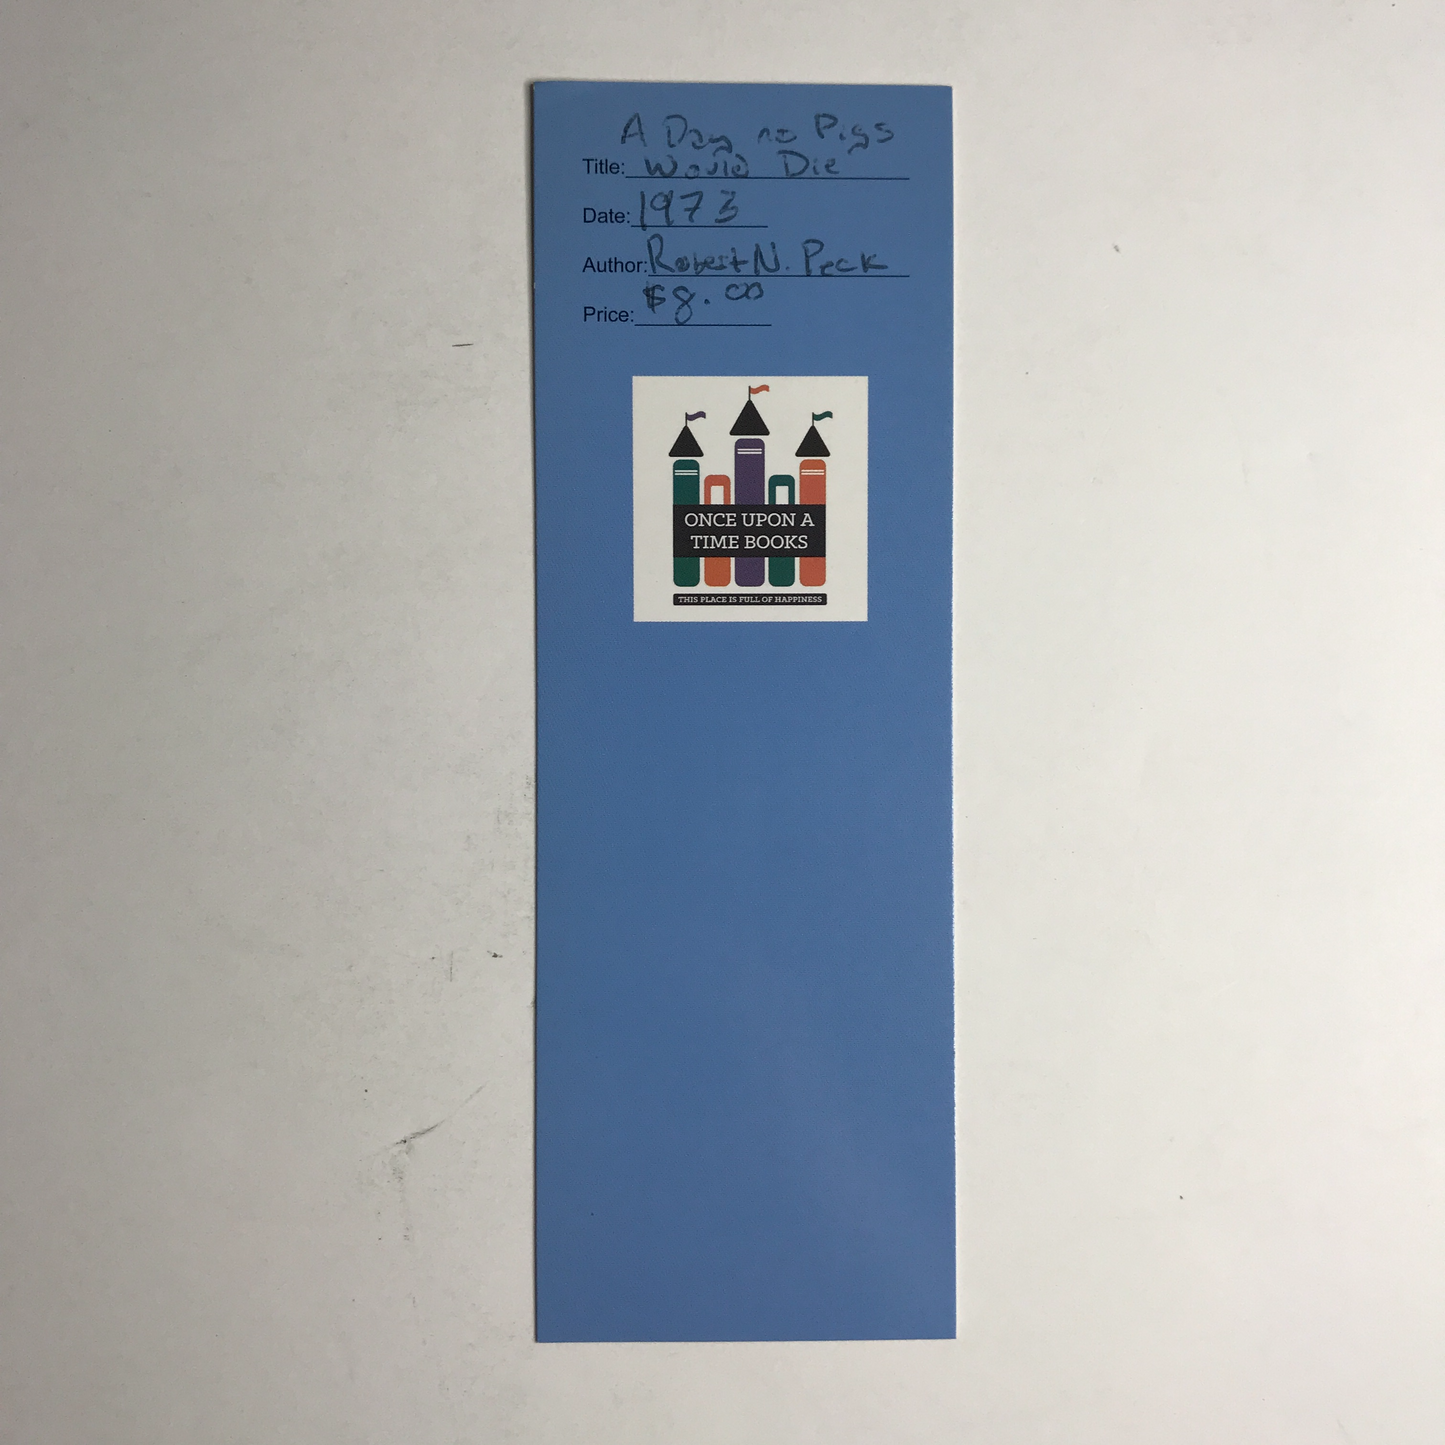 A Day no Pigs
Title: Would Die
Date: 1973
Author: Robert N. Peck
$8.00
Price:
ONCE UPON A
TIME BOOKS
THIS PLACE IS FULL OF HAPPINESS